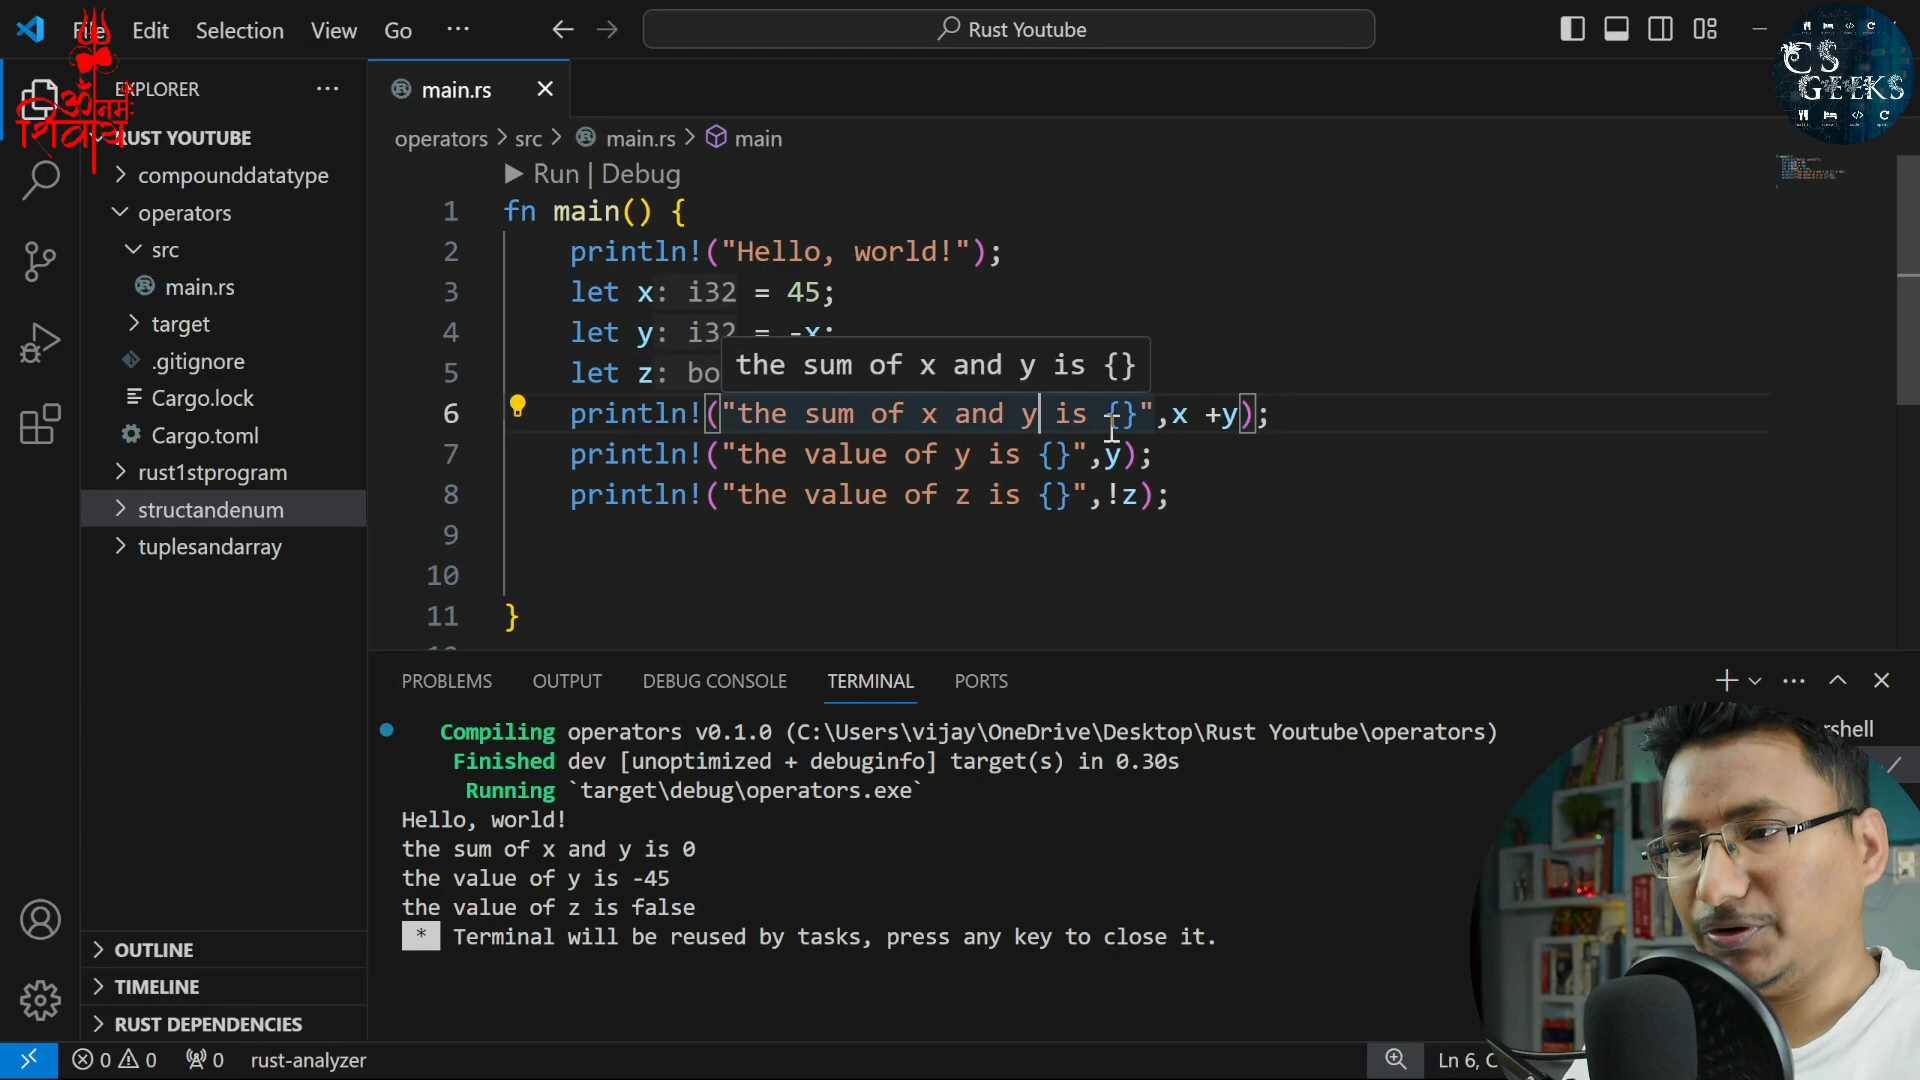 File Edit Selection View Go ··· Rust Youtube
ॐ नमः
शिवाय
CS
GEEKS
EXPLORER
RUST YOUTUBE
compounddatatype
operators
src
main.rs
target
.gitignore
Cargo.lock
Cargo.toml
rust1stprogram
structandenum
tuplesandarray
OUTLINE
TIMELINE
RUST DEPENDENCIES
main.rs
operators > src > main.rs > main
Run | Debug
1 fn main() {
2 println!("Hello, world!");
3 let x: i32 = 45;
4 let y: i32 = -x;
5 let z: bo
the sum of x and y is {}
6 println!("the sum of x and y is {}",x +y);
7 println!("the value of y is {}",y);
8 println!("the value of z is {}",!z);
9
10
11 }
PROBLEMS OUTPUT DEBUG CONSOLE TERMINAL PORTS
Compiling operators v0.1.0 (C:\Users\vijay\OneDrive\Desktop\Rust Youtube\operators)
Finished dev [unoptimized + debuginfo] target(s) in 0.30s
Running `target\debug\operators.exe`
Hello, world!
the sum of x and y is 0
the value of y is -45
the value of z is false
* Terminal will be reused by tasks, press any key to close it.
rshell
0 0 0 rust-analyzer
Ln 6, C